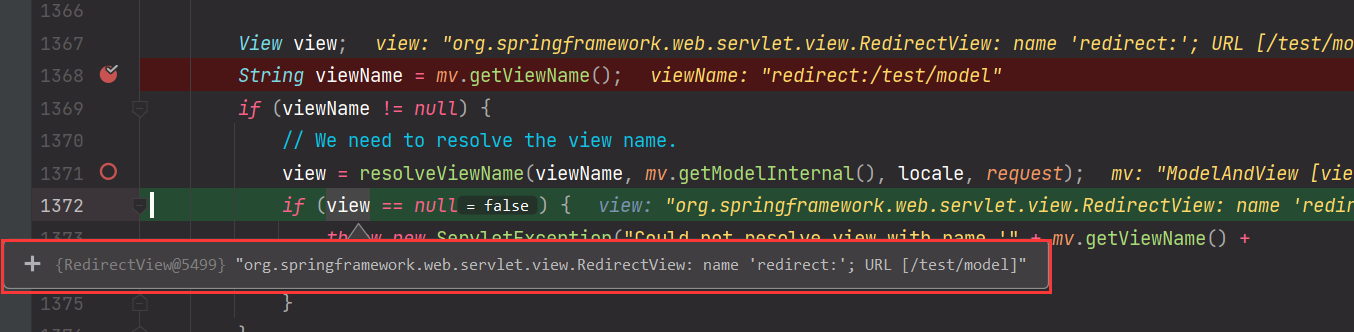 1366
1367 View view; view: "org.springframework.web.servlet.view.RedirectView: name 'redirect:'; URL [/test/mo
1368 String viewName = mv.getViewName(); viewName: "redirect:/test/model"
1369 if (viewName != null) {
1370 // We need to resolve the view name.
1371 view = resolveViewName(viewName, mv.getModelInternal(), locale, request); mv: "ModelAndView [vie
1372 if (view == null = false ) { view: "org.springframework.web.servlet.view.RedirectView: name 'redir
1373 throw new ServletException("Could not resolve view with name '" + mv.getViewName() +
+ {RedirectView@5499} "org.springframework.web.servlet.view.RedirectView: name 'redirect:'; URL [/test/model]"
1375 }
}